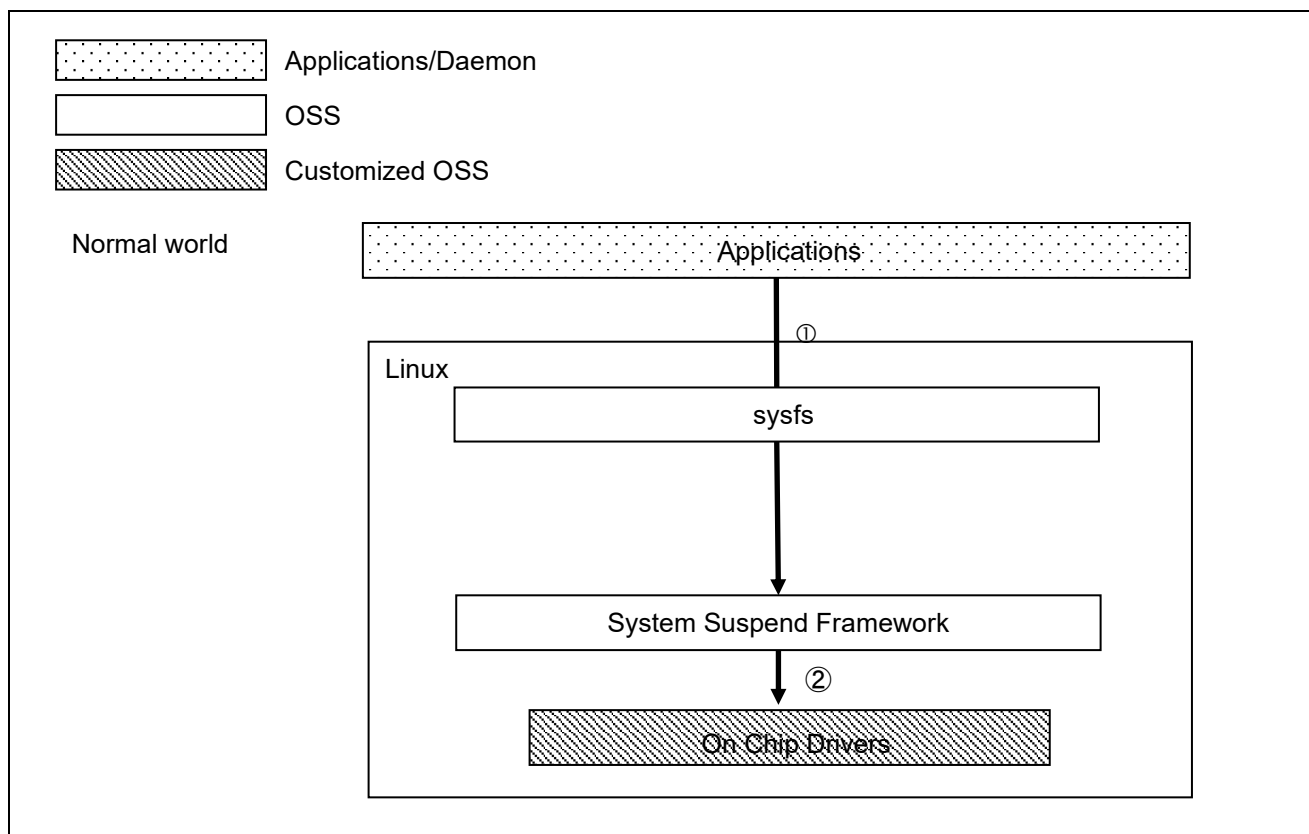 Applications/Daemon
OSS
Customized OSS
Normal world
Applications
①
Linux
sysfs
System Suspend Framework
②
On Chip Drivers